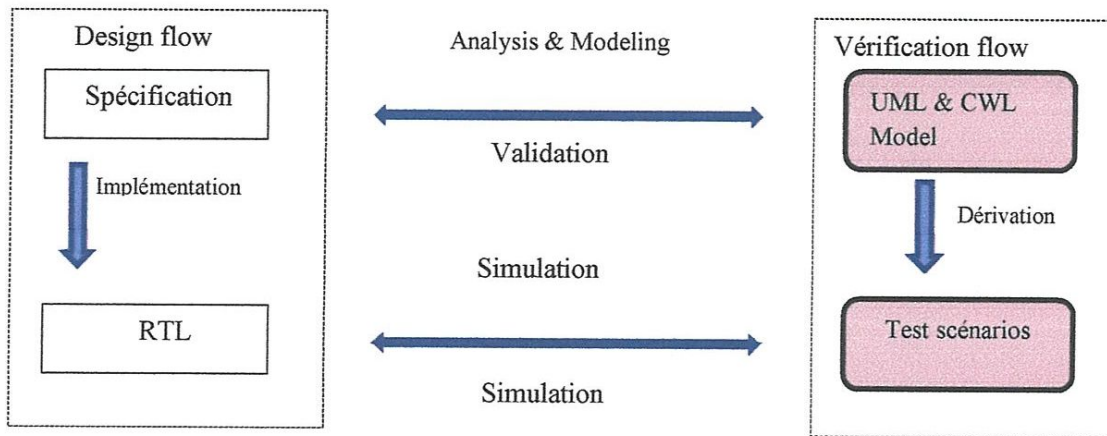 Design flow
Spécification
Implémentation
RTL
Analysis & Modeling
Validation
Simulation
Simulation
Vérification flow
UML & CWL
Model
Dérivation
Test scénarios